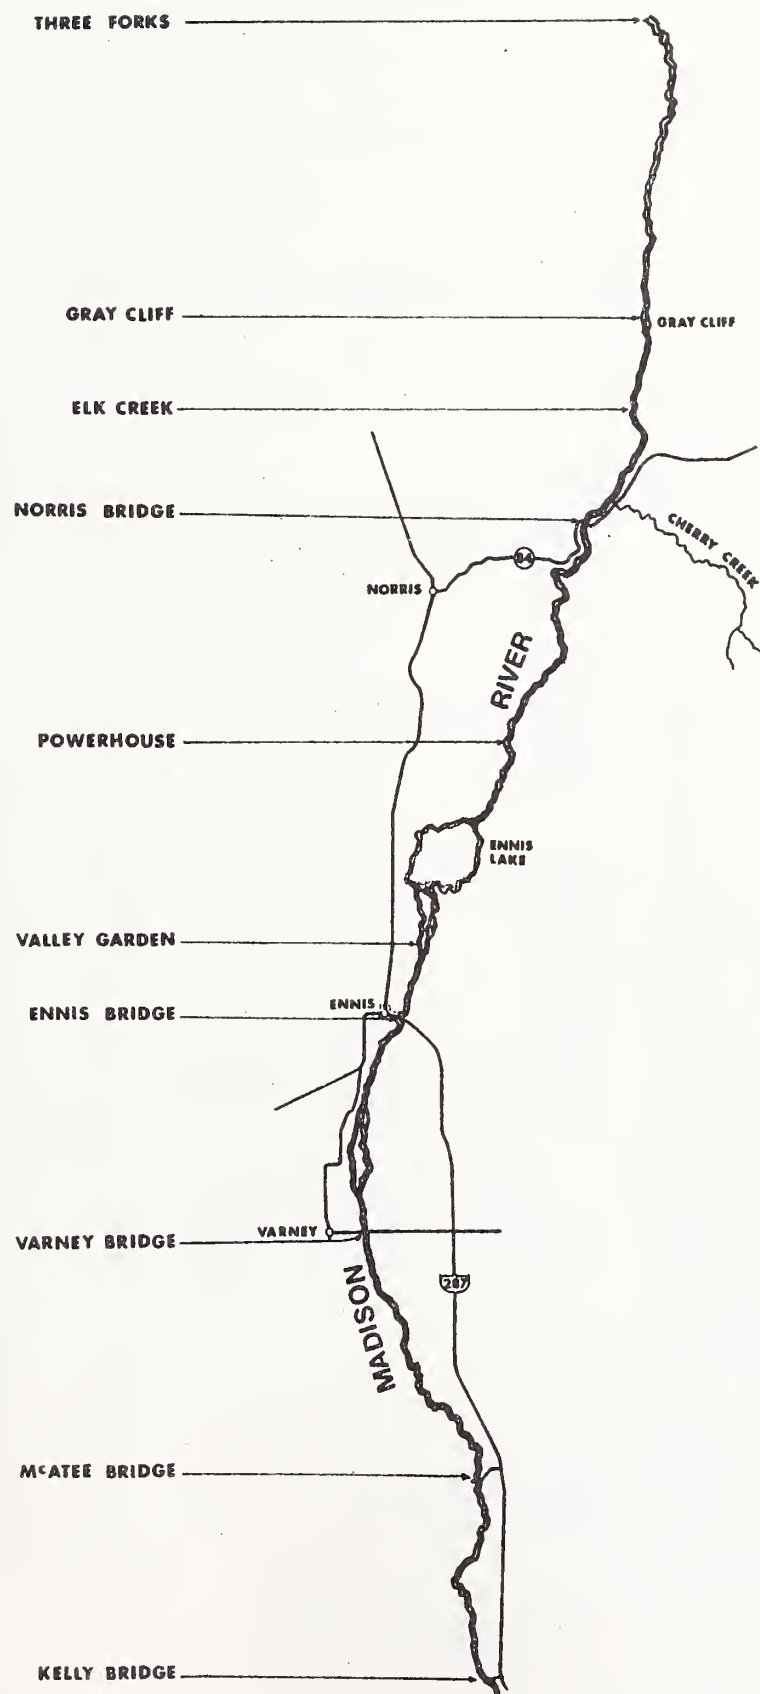 THREE FORKS
GRAY CLIFF
GRAY CLIFF
ELK CREEK
NORRIS BRIDGE
CHERRY CREEK
84
NORRIS
RIVER
POWERHOUSE
ENNIS
LAKE
VALLEY GARDEN
ENNIS
ENNIS BRIDGE
VARNEY
VARNEY BRIDGE
287
MADISON
McATEE BRIDGE
KELLY BRIDGE